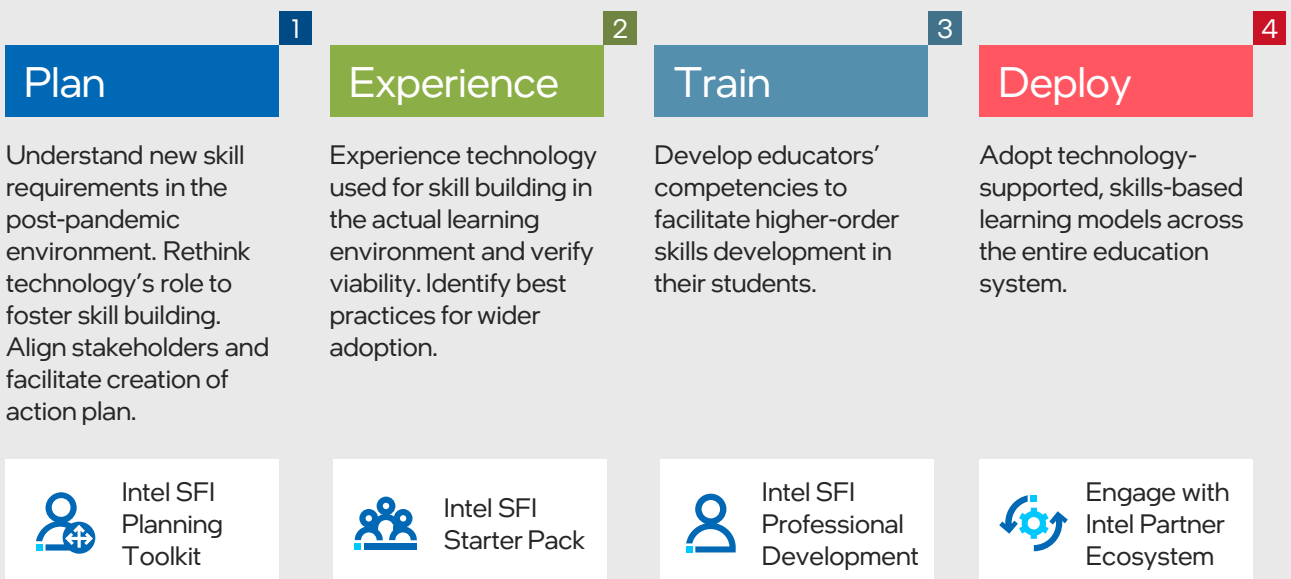 1
Plan
Understand new skill
requirements in the
post-pandemic
environment. Rethink
technology's role to
foster skill building.
Align stakeholders and
facilitate creation of
action plan.
Intel SFI
Planning
Toolkit
2
Experience
Experience technology
used for skill building in
the actual learning
environment and verify
viability. Identify best
practices for wider
adoption.
Intel SFI
Starter Pack
3
Train
Develop educators'
competencies to
facilitate higher-order
skills development in
their students.
Intel SFI
Professional
Development
4
Deploy
Adopt technology-
supported, skills-based
learning models across
the entire education
system.
Engage with
Intel Partner
Ecosystem